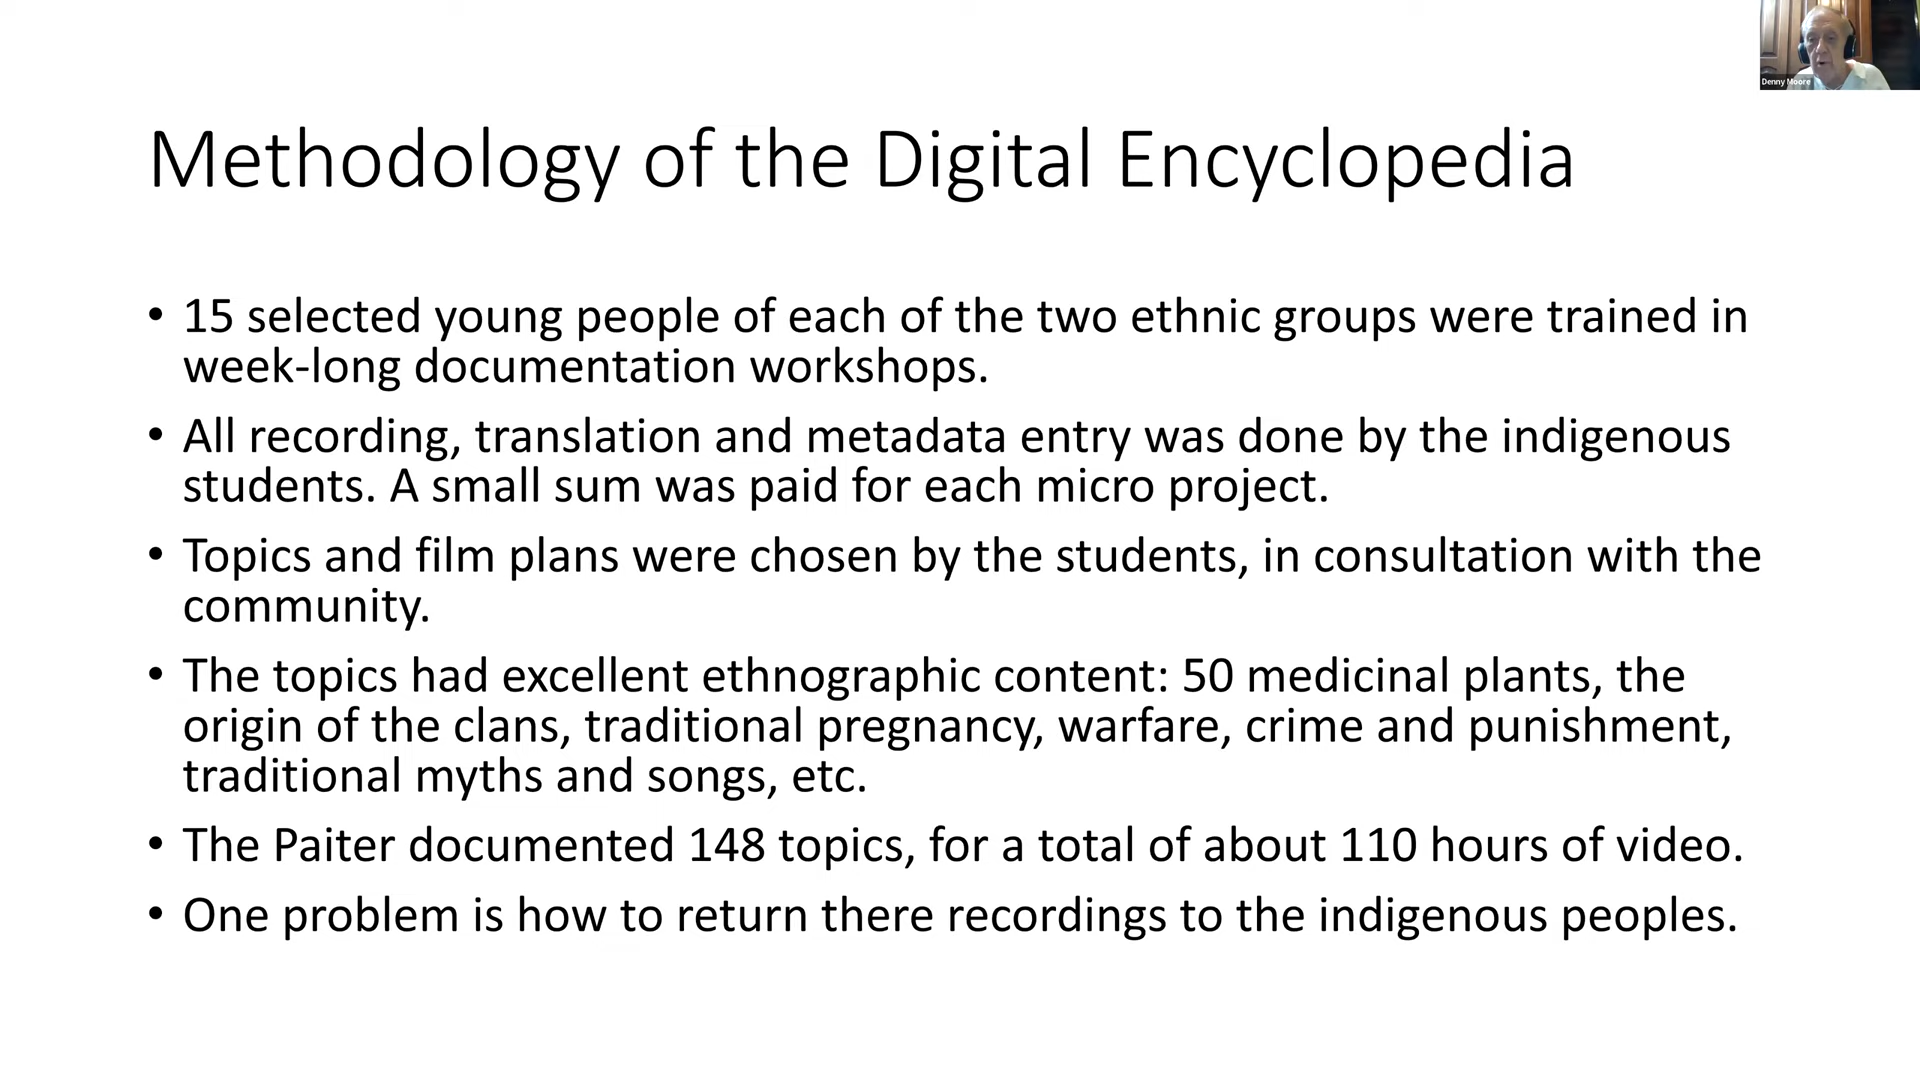 Denny Moore
Methodology of the Digital Encyclopedia
• 15 selected young people of each of the two ethnic groups were trained in
week-long documentation workshops.
• All recording, translation and metadata entry was done by the indigenous
students. A small sum was paid for each micro project.
• Topics and film plans were chosen by the students, in consultation with the
community.
• The topics had excellent ethnographic content: 50 medicinal plants, the
origin of the clans, traditional pregnancy, warfare, crime and punishment,
traditional myths and songs, etc.
• The Paiter documented 148 topics, for a total of about 110 hours of video.
• One problem is how to return there recordings to the indigenous peoples.